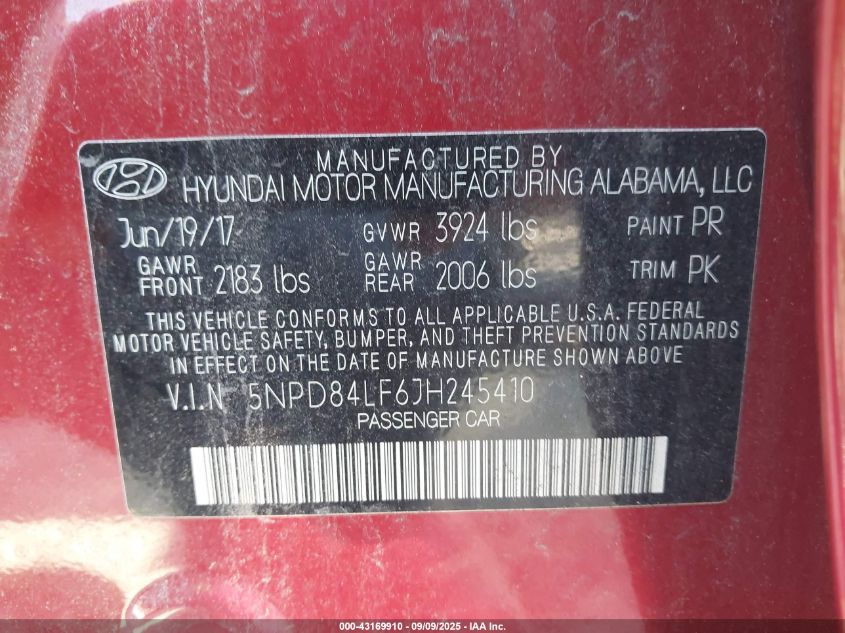 MANUFACTURED BY
HYUNDAI MOTOR MANUFACTURING ALABAMA, LLC
Jun/19/17 GVWR 3924 lbs PAINT PR
GAWR FRONT 2183 lbs GAWR REAR 2006 lbs TRIM PK
THIS VEHICLE CONFORMS TO ALL APPLICABLE U.S.A. FEDERAL
MOTOR VEHICLE SAFETY, BUMPER, AND THEFT PREVENTION STANDARDS
IN EFFECT ON THE DATE OF MANUFACTURE SHOWN ABOVE
V.I.N 5NPD84LF6JH245410
PASSENGER CAR
000-43169910 - 09/09/2025 - IAA Inc.